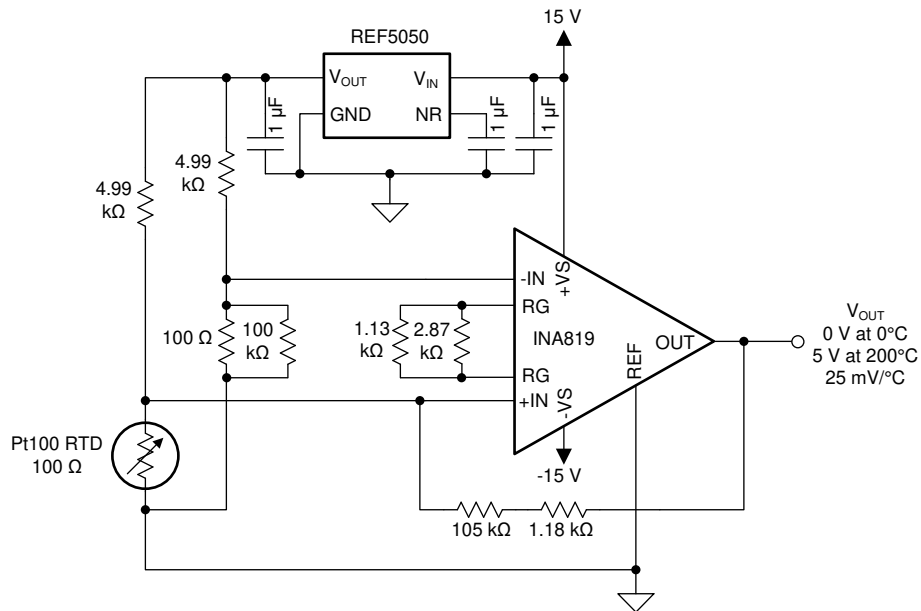 15 V
REF5050
VOUT
VIN
GND
NR
1 µF
1 µF
1 µF
4.99
kΩ
4.99
kΩ
-IN
+VS
RG
100 Ω
100
kΩ
1.13
kΩ
2.87
kΩ
INA819
OUT
REF
RG
+IN
-VS
VOUT
0 V at 0°C
5 V at 200°C
25 mV/°C
Pt100 RTD
100 Ω
-15 V
105 kΩ
1.18 kΩ